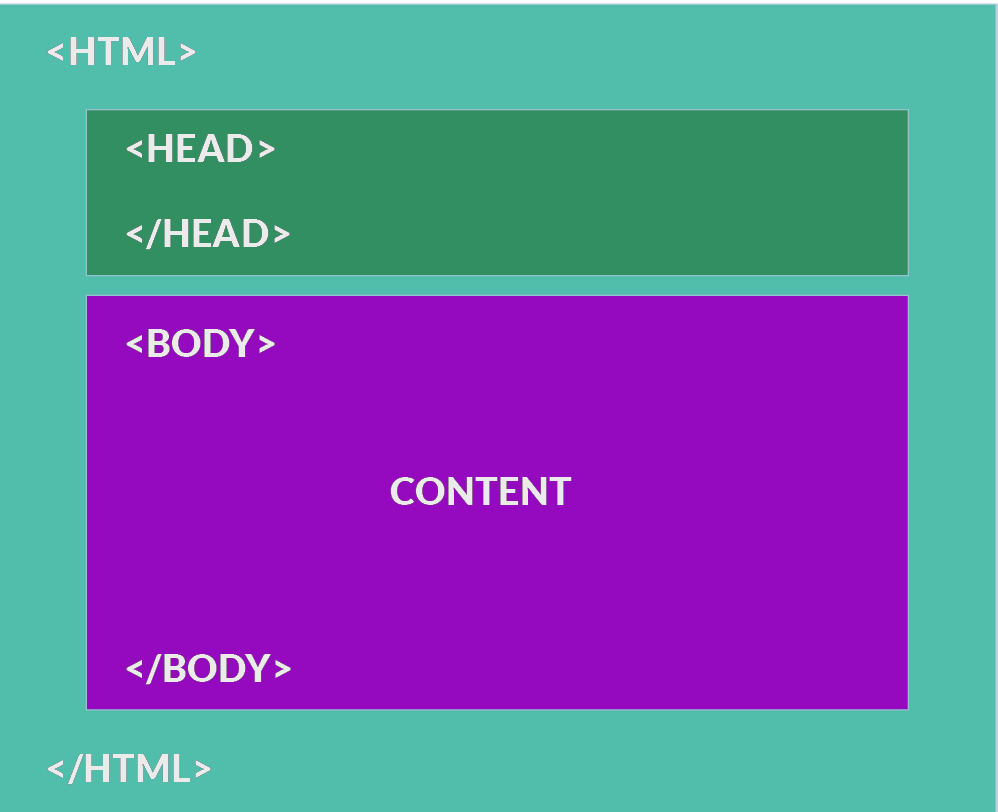 <HTML>
<HEAD>
</HEAD>
<BODY>
CONTENT
</BODY>
</HTML>